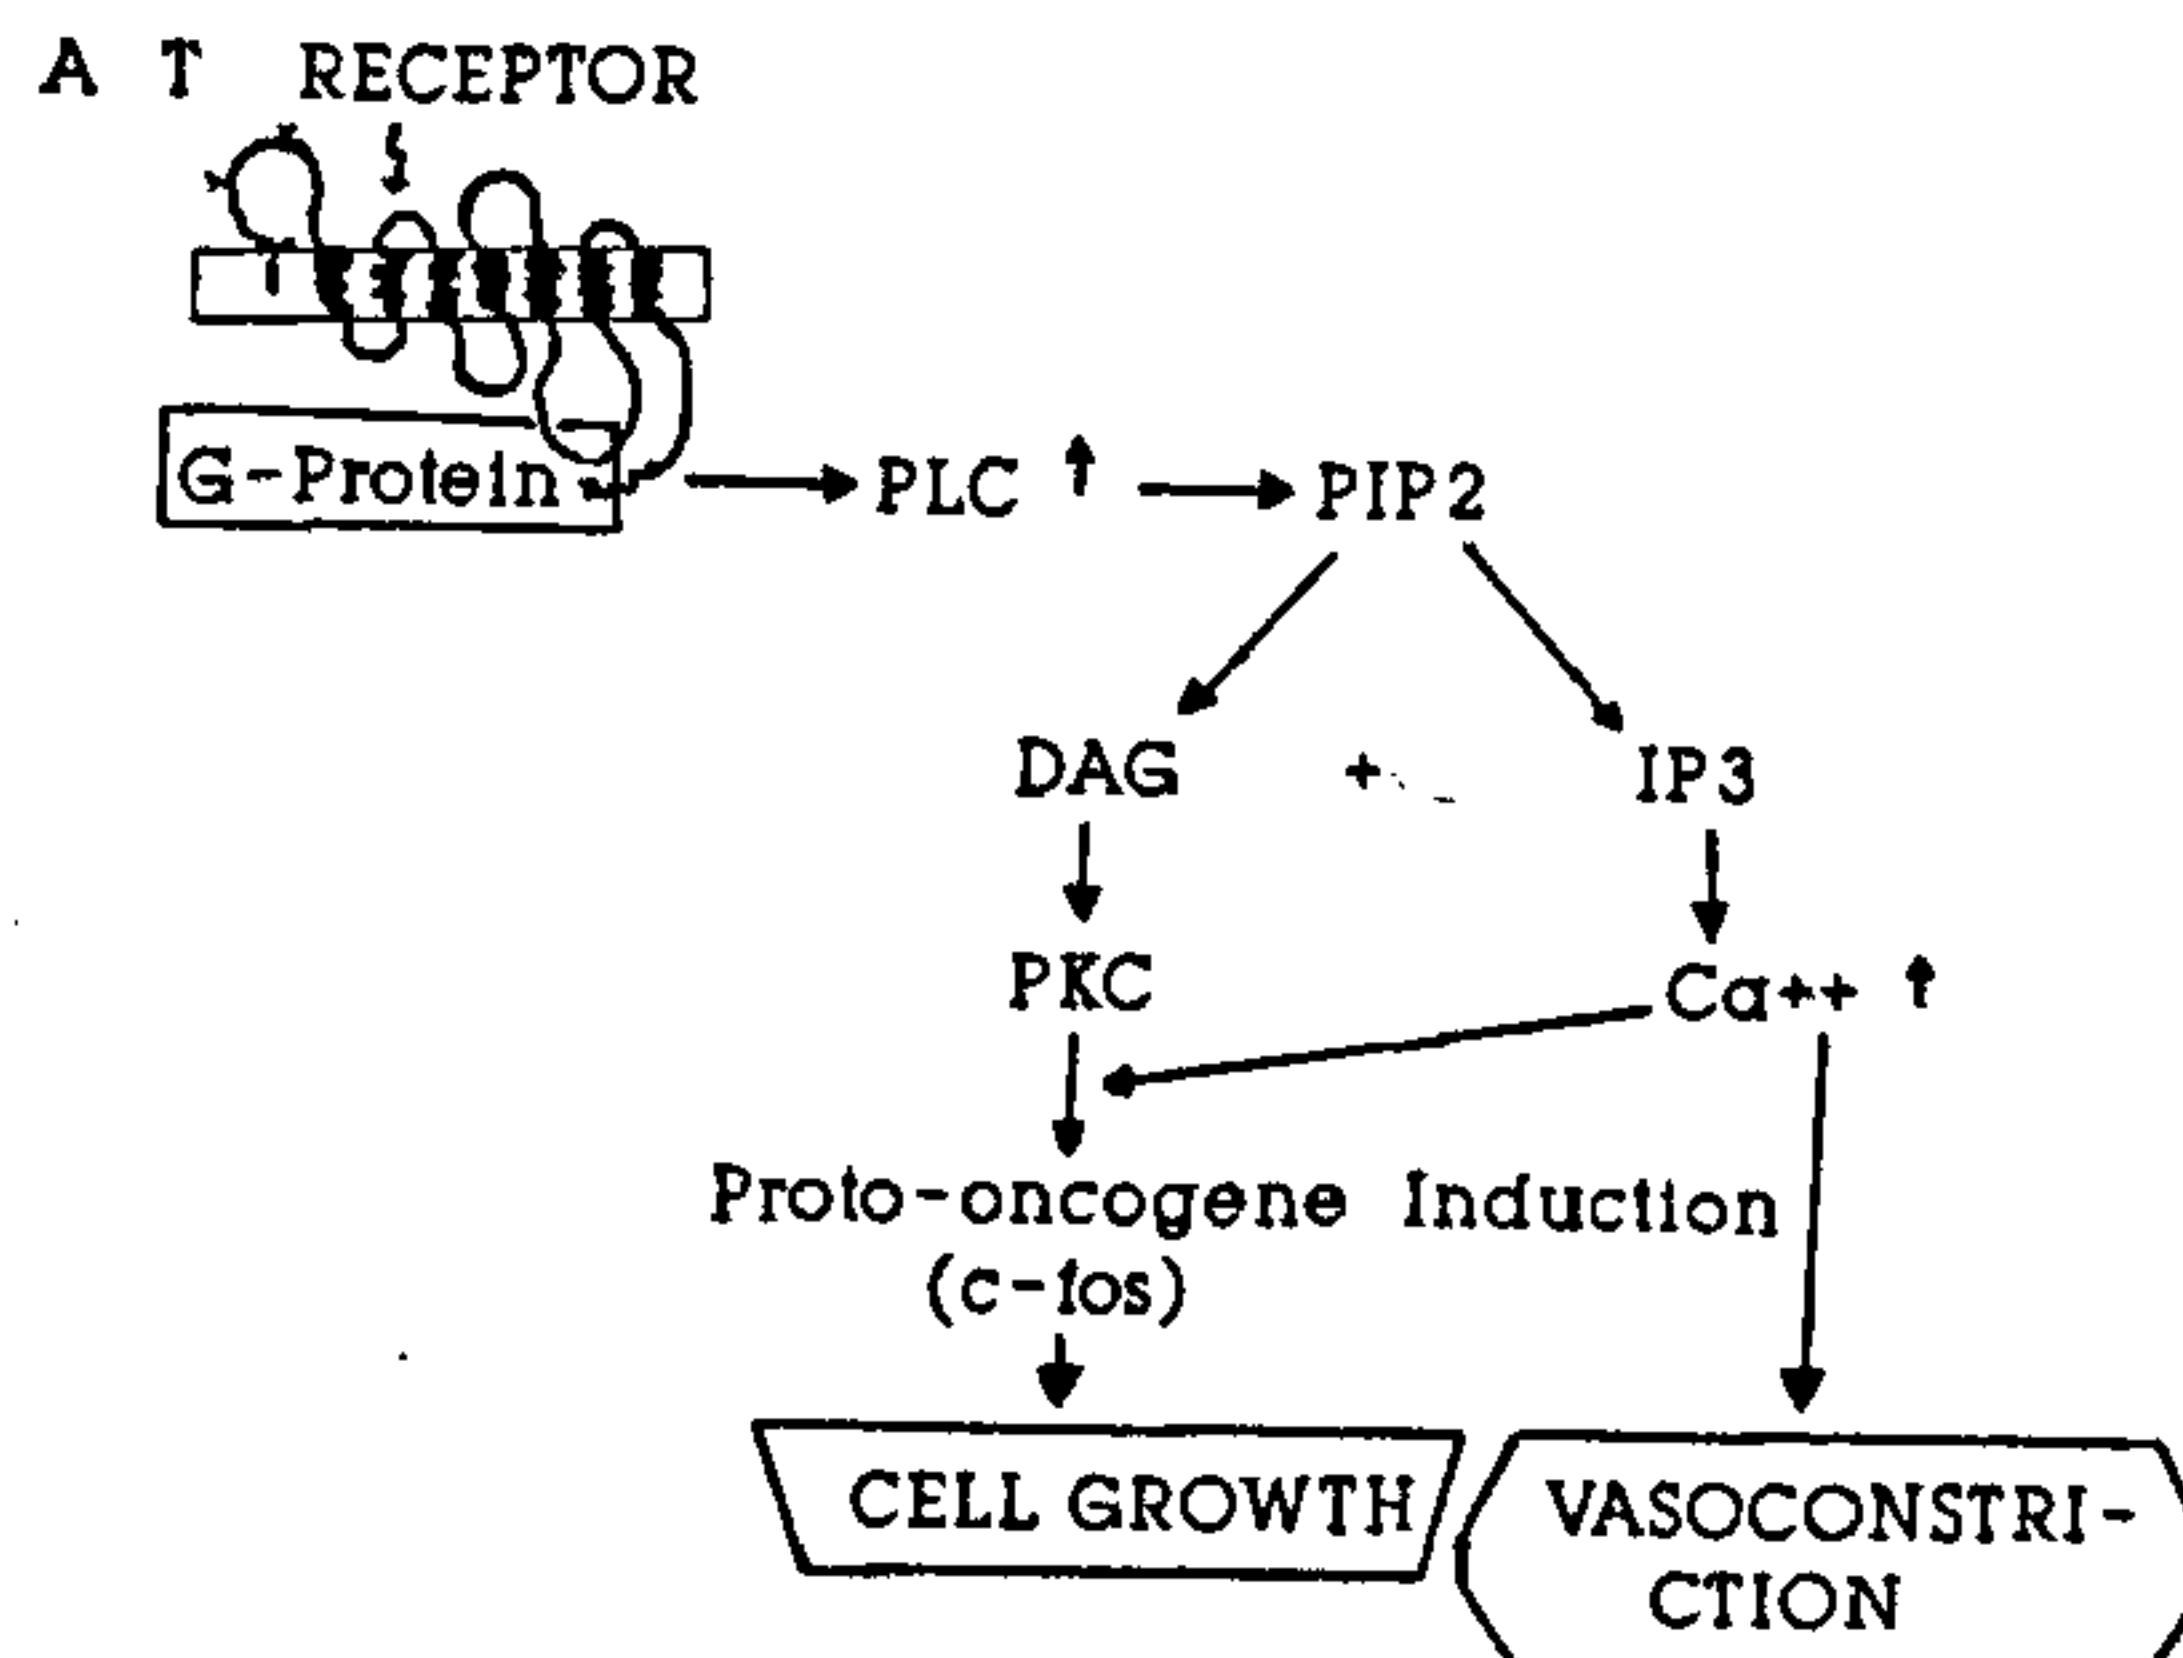 A T RECEPTOR
G-Protein
PLC ↑
PIP2
DAG + IP3
PKC
Ca++ ↑
Proto-oncogene Induction
(c-fos)
CELL GROWTH
VASOCONSTRI-
CTION